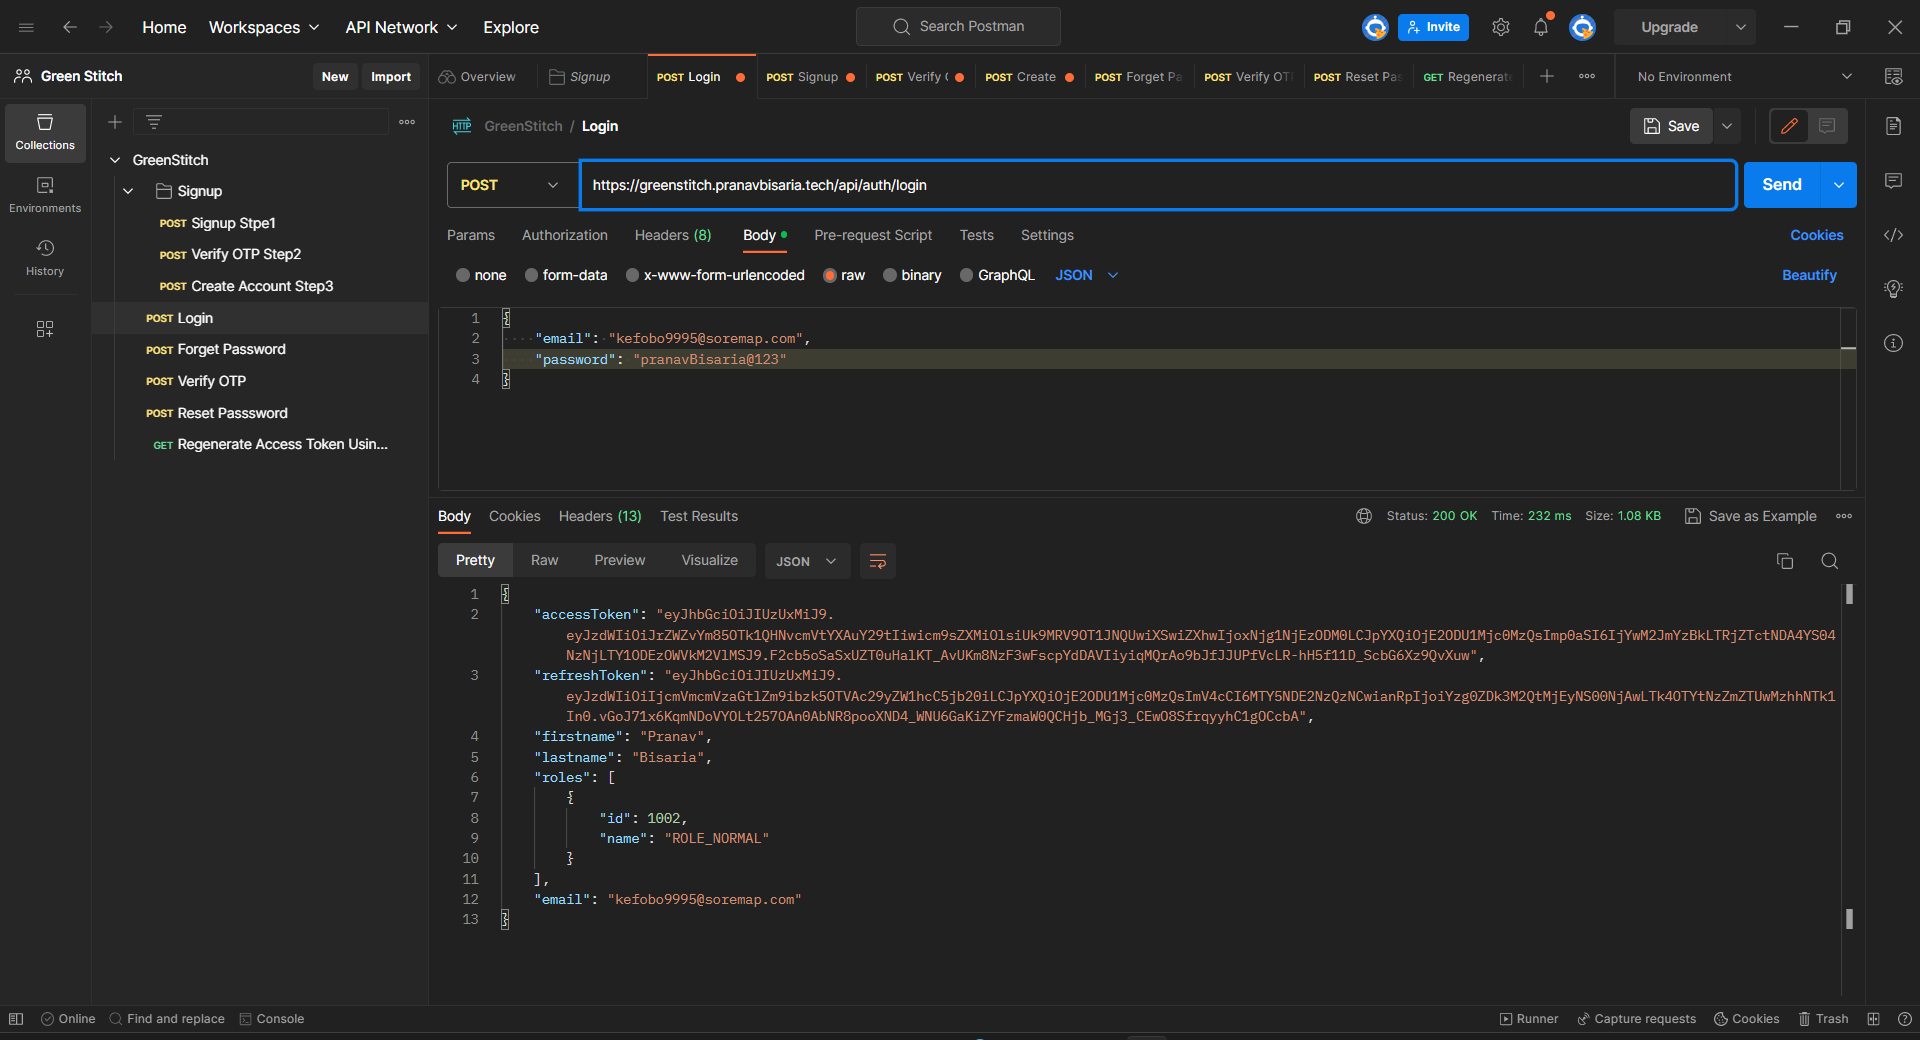 Home Workspaces API Network Explore Search Postman Invite Upgrade
Green Stitch New Import Overview Signup POST Login POST Signup POST Verify ( POST Create POST Forget Pa POST Verify OT POST Reset Pas GET Regenerat No Environment
GreenStitch / Login Save
Collections
Environments
History
GreenStitch
Signup
POST Signup Stpe1
POST Verify OTP Step2
POST Create Account Step3
POST Login
POST Forget Password
POST Verify OTP
POST Reset Passsword
GET Regenerate Access Token Usin...
POST https://greenstitch.pranavbisaria.tech/api/auth/login Send
Params Authorization Headers (8) Body Pre-request Script Tests Settings Cookies
none form-data x-www-form-urlencoded raw binary GraphQL JSON Beautify
1 {
2 "email": "kefobo9995@soremap.com",
3 "password": "pranavBisaria@123"
4 }
Body Cookies Headers (13) Test Results Status: 200 OK Time: 232 ms Size: 1.08 KB Save as Example
Pretty Raw Preview Visualize JSON
1 {
2 "accessToken": "eyJhbGciOiJIUzUxMiJ9.
eyJzdWIiOiJrZWZvYm85OTk1QHNvcmVtYXAuY29tIiwicm9sZXMiOlsiUk9MRV9OT1JNQUwiXSwiZXhwIjoxNjg1NjEzODM0LCJpYXQiOjE2ODU1Mjc0MzQsImp0aSI6IjYwM2JmYzBkLTRjZTctNDA4YS04
NzNjLTY1ODEzOWVkM2VlMSJ9.F2cb5oSaSxUZT0uHalKT_AvUKm8NzF3wFscpYdDAVIiyiqMQrAo9bJfJJUPfVcLR-hH5f11D_ScbG6Xz9QvXuw",
3 "refreshToken": "eyJhbGciOiJIUzUxMiJ9.
eyJzdWIiOiIjcmVmcmVzaGtlZm9ibzk5OTVAc29yZW1hcC5jb20iLCJpYXQiOjE2ODU1Mjc0MzQsImV4cCI6MTY5NDE2NzQzNCwianRpIjoiYzg0ZDk3M2QtMjEyNS00NjAwLTk4OTYtNzZmZTUwMzhhNTk1
In0.vGoJ71x6KqmNDoVYOLt257OAn0AbNR8pooXND4_WNU6GaKiZYFzmaW0QCHjb_MGj3_CEwO8SfrqyyhC1gOCcbA",
4 "firstname": "Pranav",
5 "lastname": "Bisaria",
6 "roles": [
7 {
8 "id": 1002,
9 "name": "ROLE_NORMAL"
10 }
11 ],
12 "email": "kefobo9995@soremap.com"
13 }
Online Find and replace Console Runner Capture requests Cookies Trash